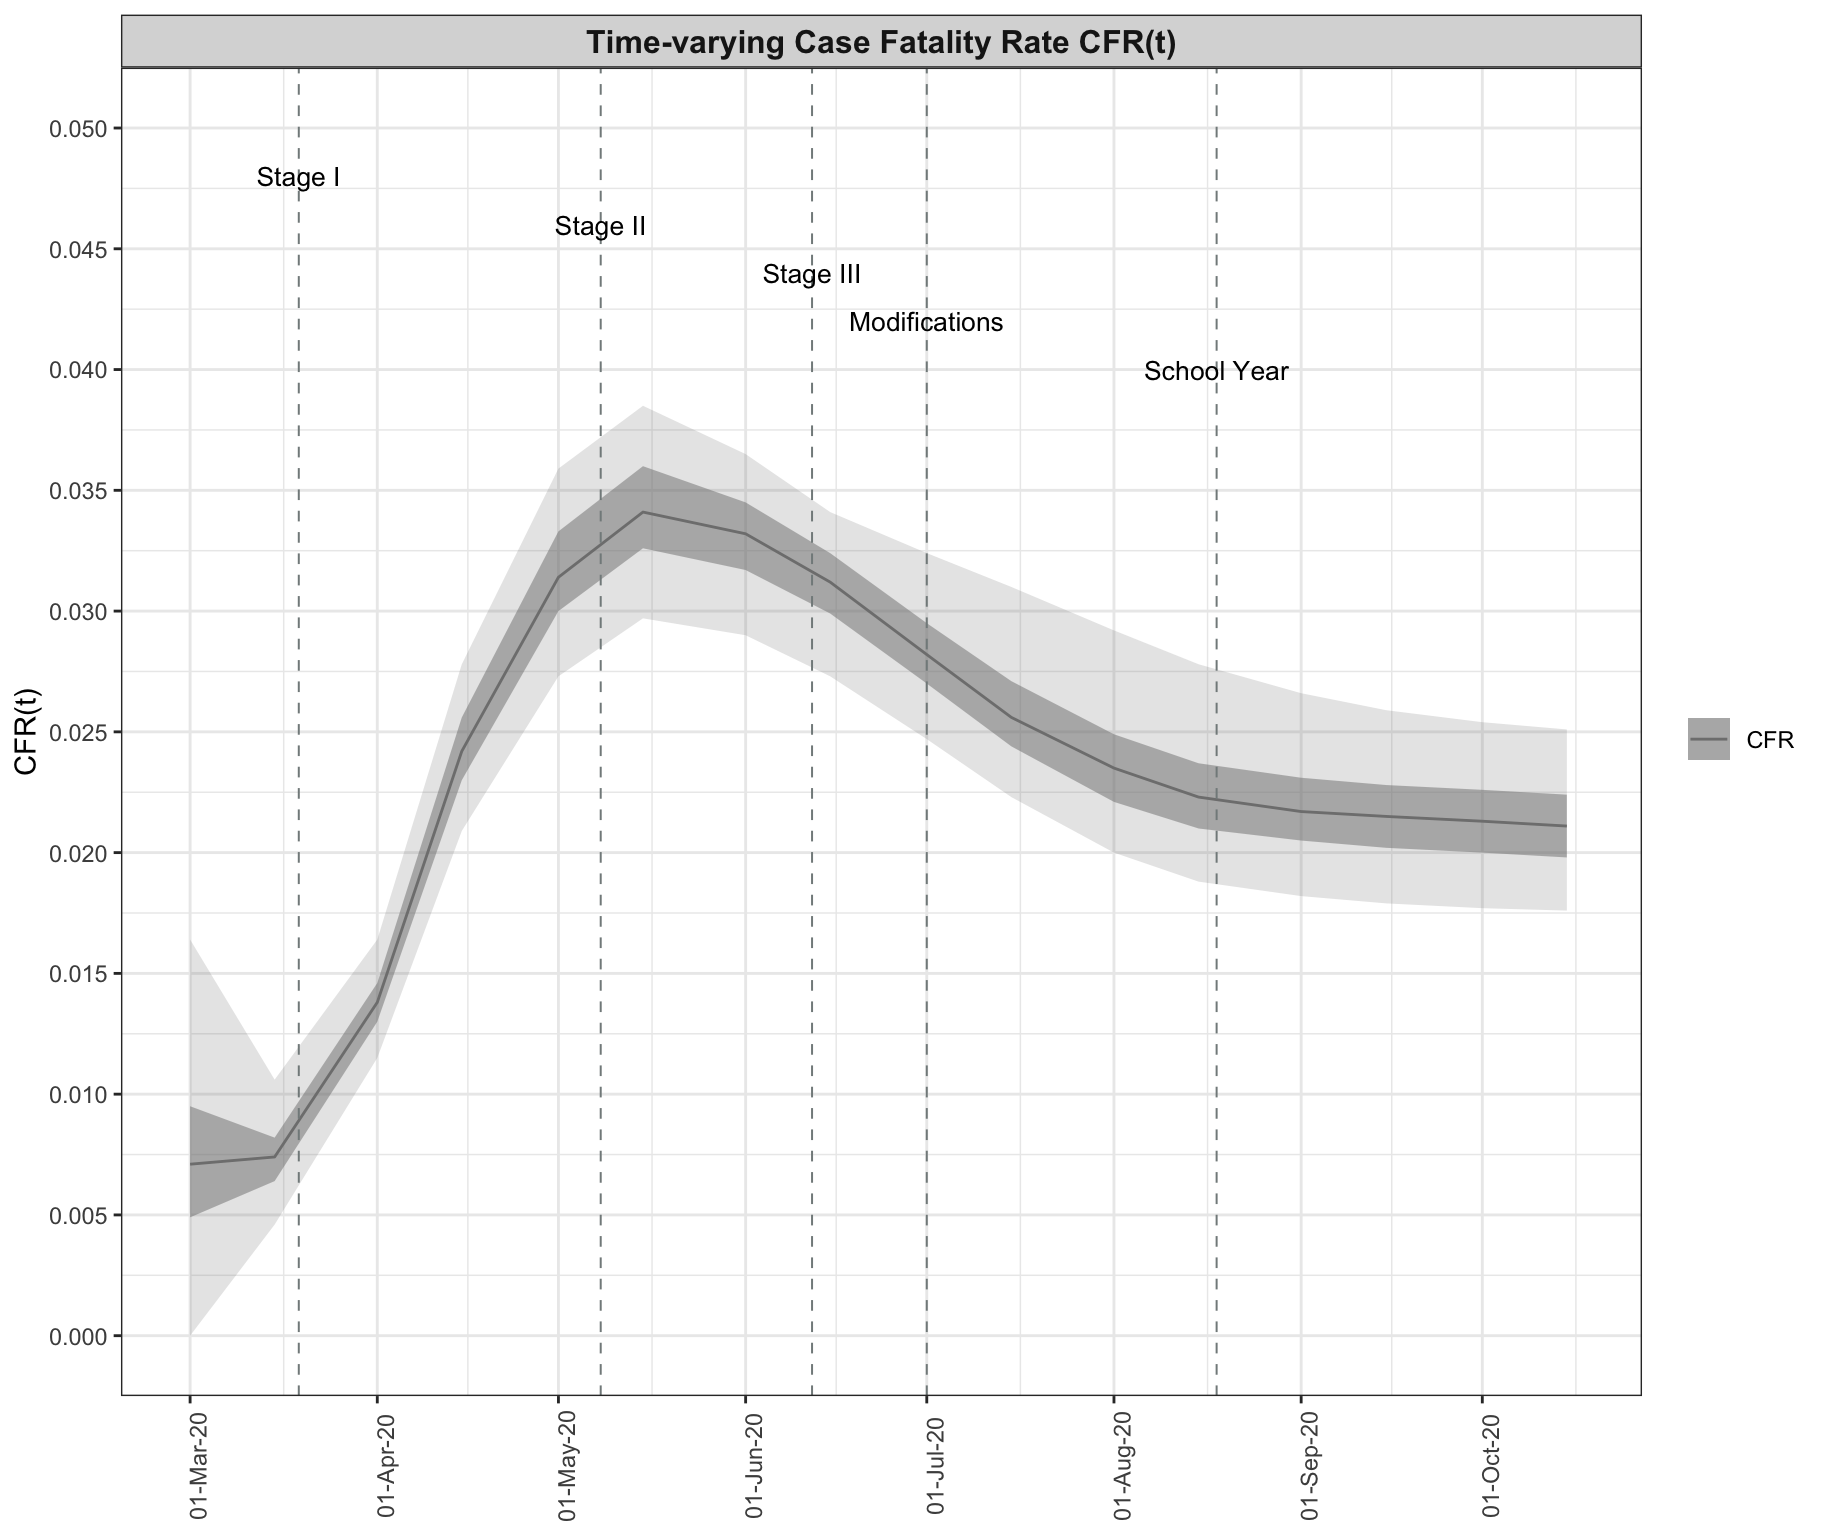 Time-varying Case Fatality Rate CFR(t)
0.050
Stage I
Stage II
0.045
Stage III
Modifications
0.040
School Year
0.035
0.030
0.025
CFR(t)
CFR
0.020
0.015
0.010
0.005
0.000
01-Mar-20
01-Apr-20
01-May-20
01-Jun-20
01-Jul-20
01-Aug-20
01-Sep-20
01-Oct-20